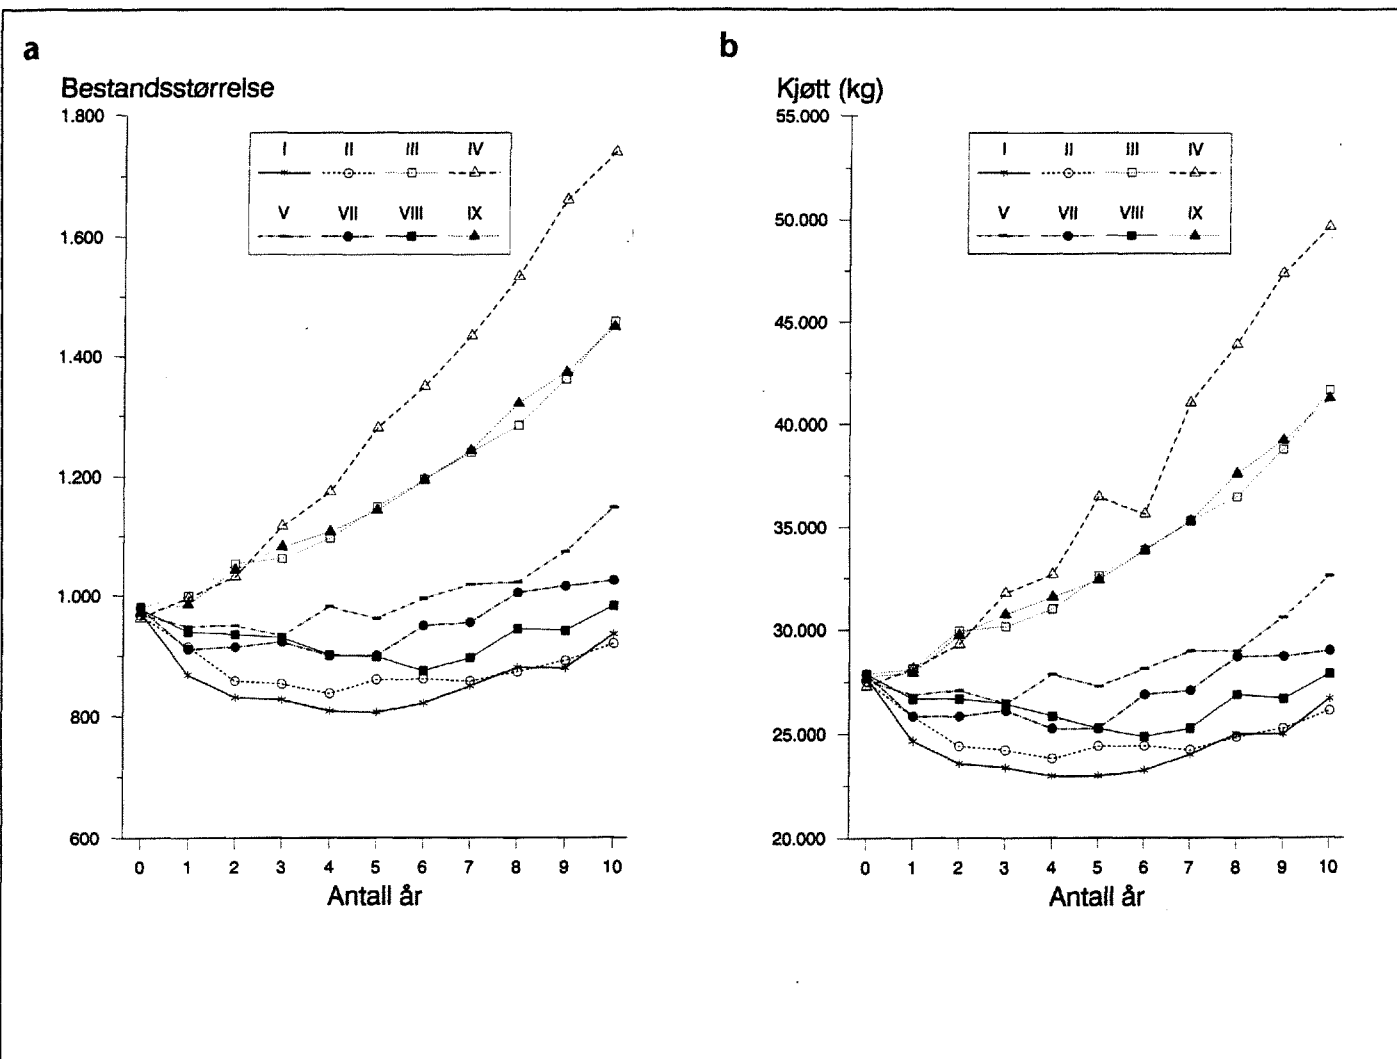 a
Bestandsstørrelse
1.800
1.600
1.400
1.200
1.000
800
600
I II III IV
V VII VIII IX
0 1 2 3 4 5 6 7 8 9 10
Antall år
b
Kjøtt (kg)
55.000
50.000
45.000
40.000
35.000
30.000
25.000
20.000
I II III IV
V VII VIII IX
0 1 2 3 4 5 6 7 8 9 10
Antall år